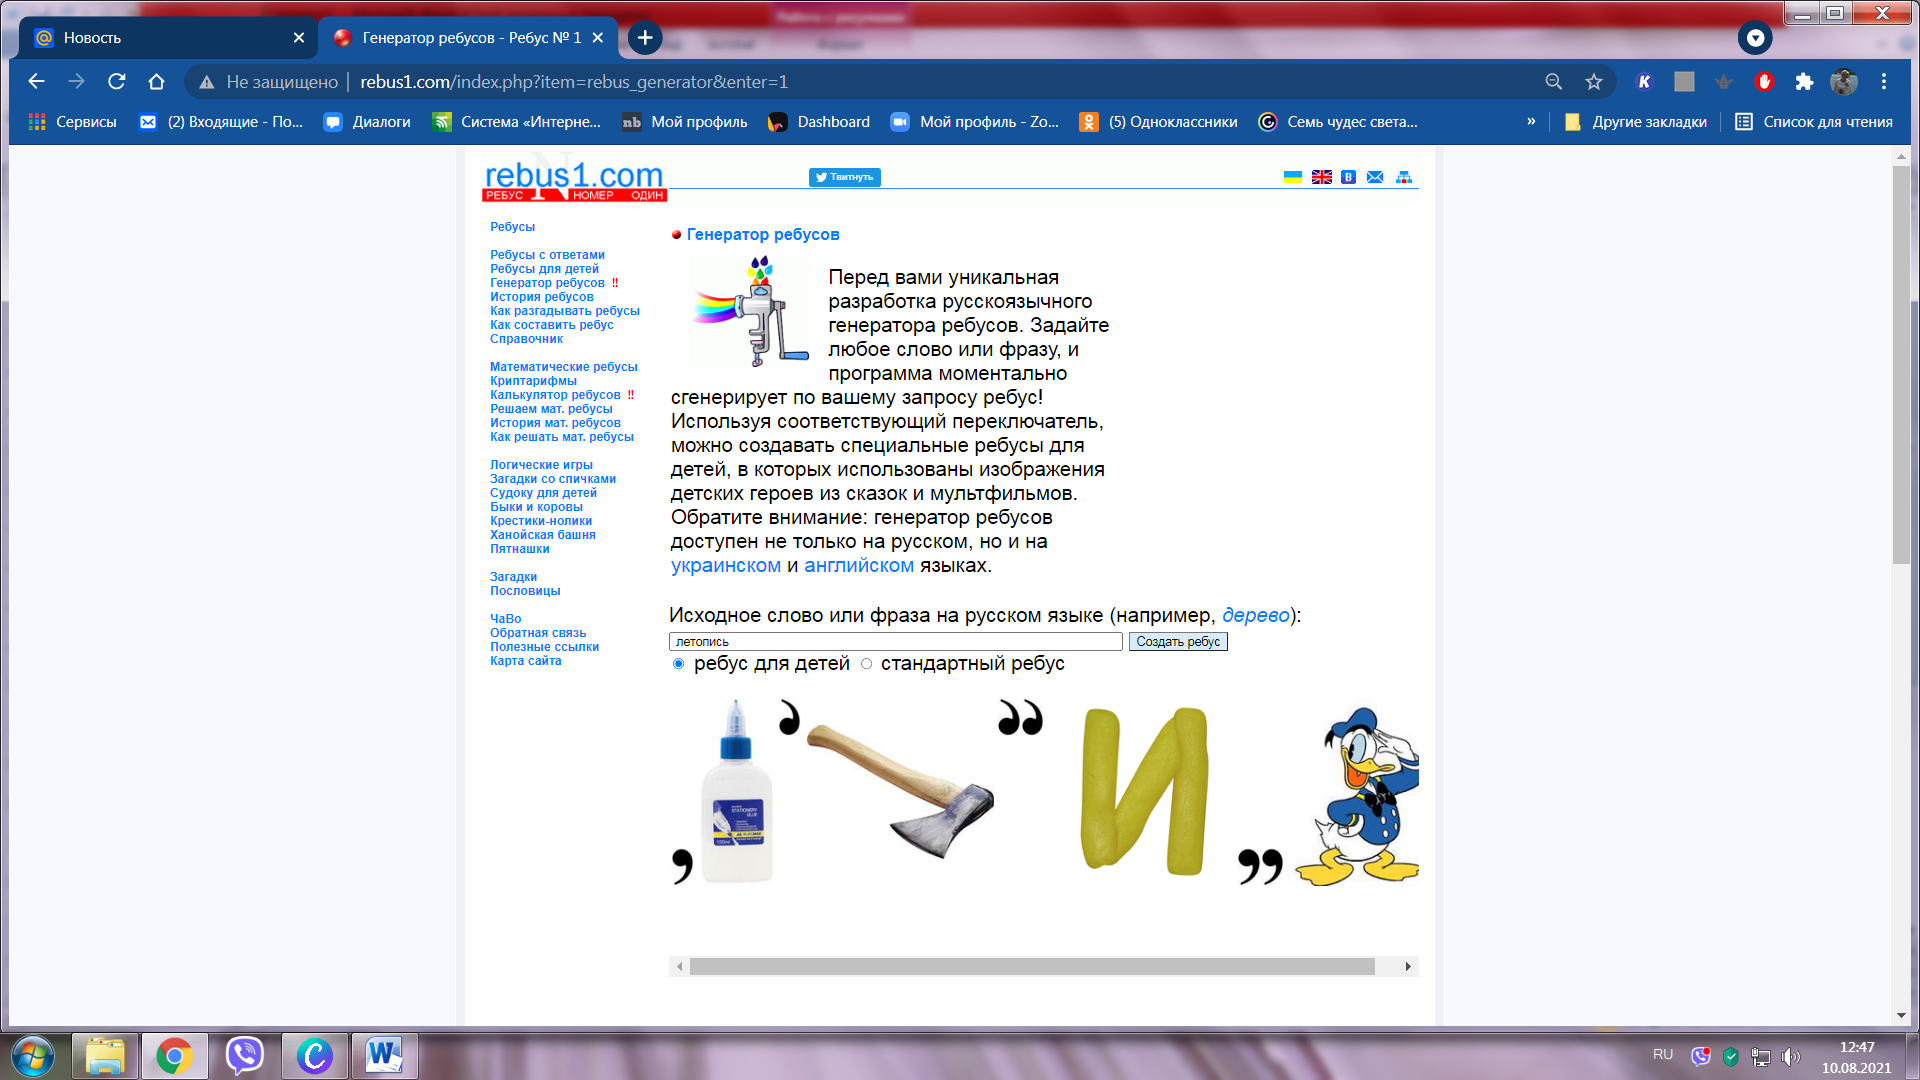 Новость
Генератор ребусов - Ребус № 1
Не защищено
rebus1.com/index.php?item=rebus_generator&enter=1
Сервисы
(2) Входящие - По...
Диалоги
Система «Интерне...
nb Мой профиль
Dashboard
Мой профиль - Zo...
(5) Одноклассники
Семь чудес света...
»
Другие закладки
Список для чтения
rebus1.com
РЕБУС N НОМЕР ОДИН
Твитнуть
Ребусы
Ребусы с ответами
Ребусы для детей
Генератор ребусов !!
История ребусов
Как разгадывать ребусы
Как составить ребус
Справочник
Математические ребусы
Криптарифмы
Калькулятор ребусов !!
Решаем мат. ребусы
История мат. ребусов
Как решать мат. ребусы
Логические игры
Загадки со спичками
Судоку для детей
Быки и коровы
Крестики-нолики
Ханойская башня
Пятнашки
Загадки
Пословицы
ЧаВо
Обратная связь
Полезные ссылки
Карта сайта
Генератор ребусов
Перед вами уникальная
разработка русскоязычного
генератора ребусов. Задайте
любое слово или фразу, и
программа моментально
сгенерирует по вашему запросу ребус!
Используя соответствующий переключатель,
можно создавать специальные ребусы для
детей, в которых использованы изображения
детских героев из сказок и мультфильмов.
Обратите внимание: генератор ребусов
доступен не только на русском, но и на
украинском и английском языках.
Исходное слово или фраза на русском языке (например, дерево):
летопись
Создать ребус
ребус для детей
стандартный ребус
, ’ ” И ,,
RU
12:47
10.08.2021